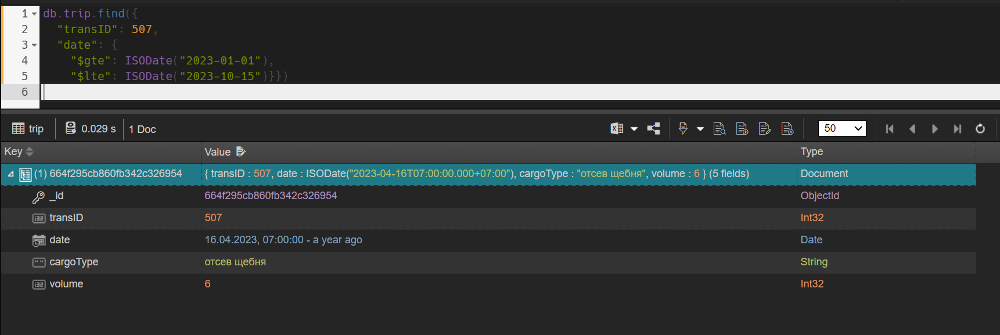 1 db.trip.find({
2 "transID": 507,
3 "date": {
4 "$gte": ISODate("2023-01-01"),
5 "$lte": ISODate("2023-10-15")}})
6
trip 0.029 s 1 Doc 50
Key Value Type
(1) 664f295cb860fb342c326954 { transID : 507, date : ISODate("2023-04-16T07:00:00.000+07:00"), cargoType : "отсев щебня", volume : 6 } (5 fields) Document
_id 664f295cb860fb342c326954 ObjectId
transID 507 Int32
date 16.04.2023, 07:00:00 - a year ago Date
cargoType отсев щебня String
volume 6 Int32